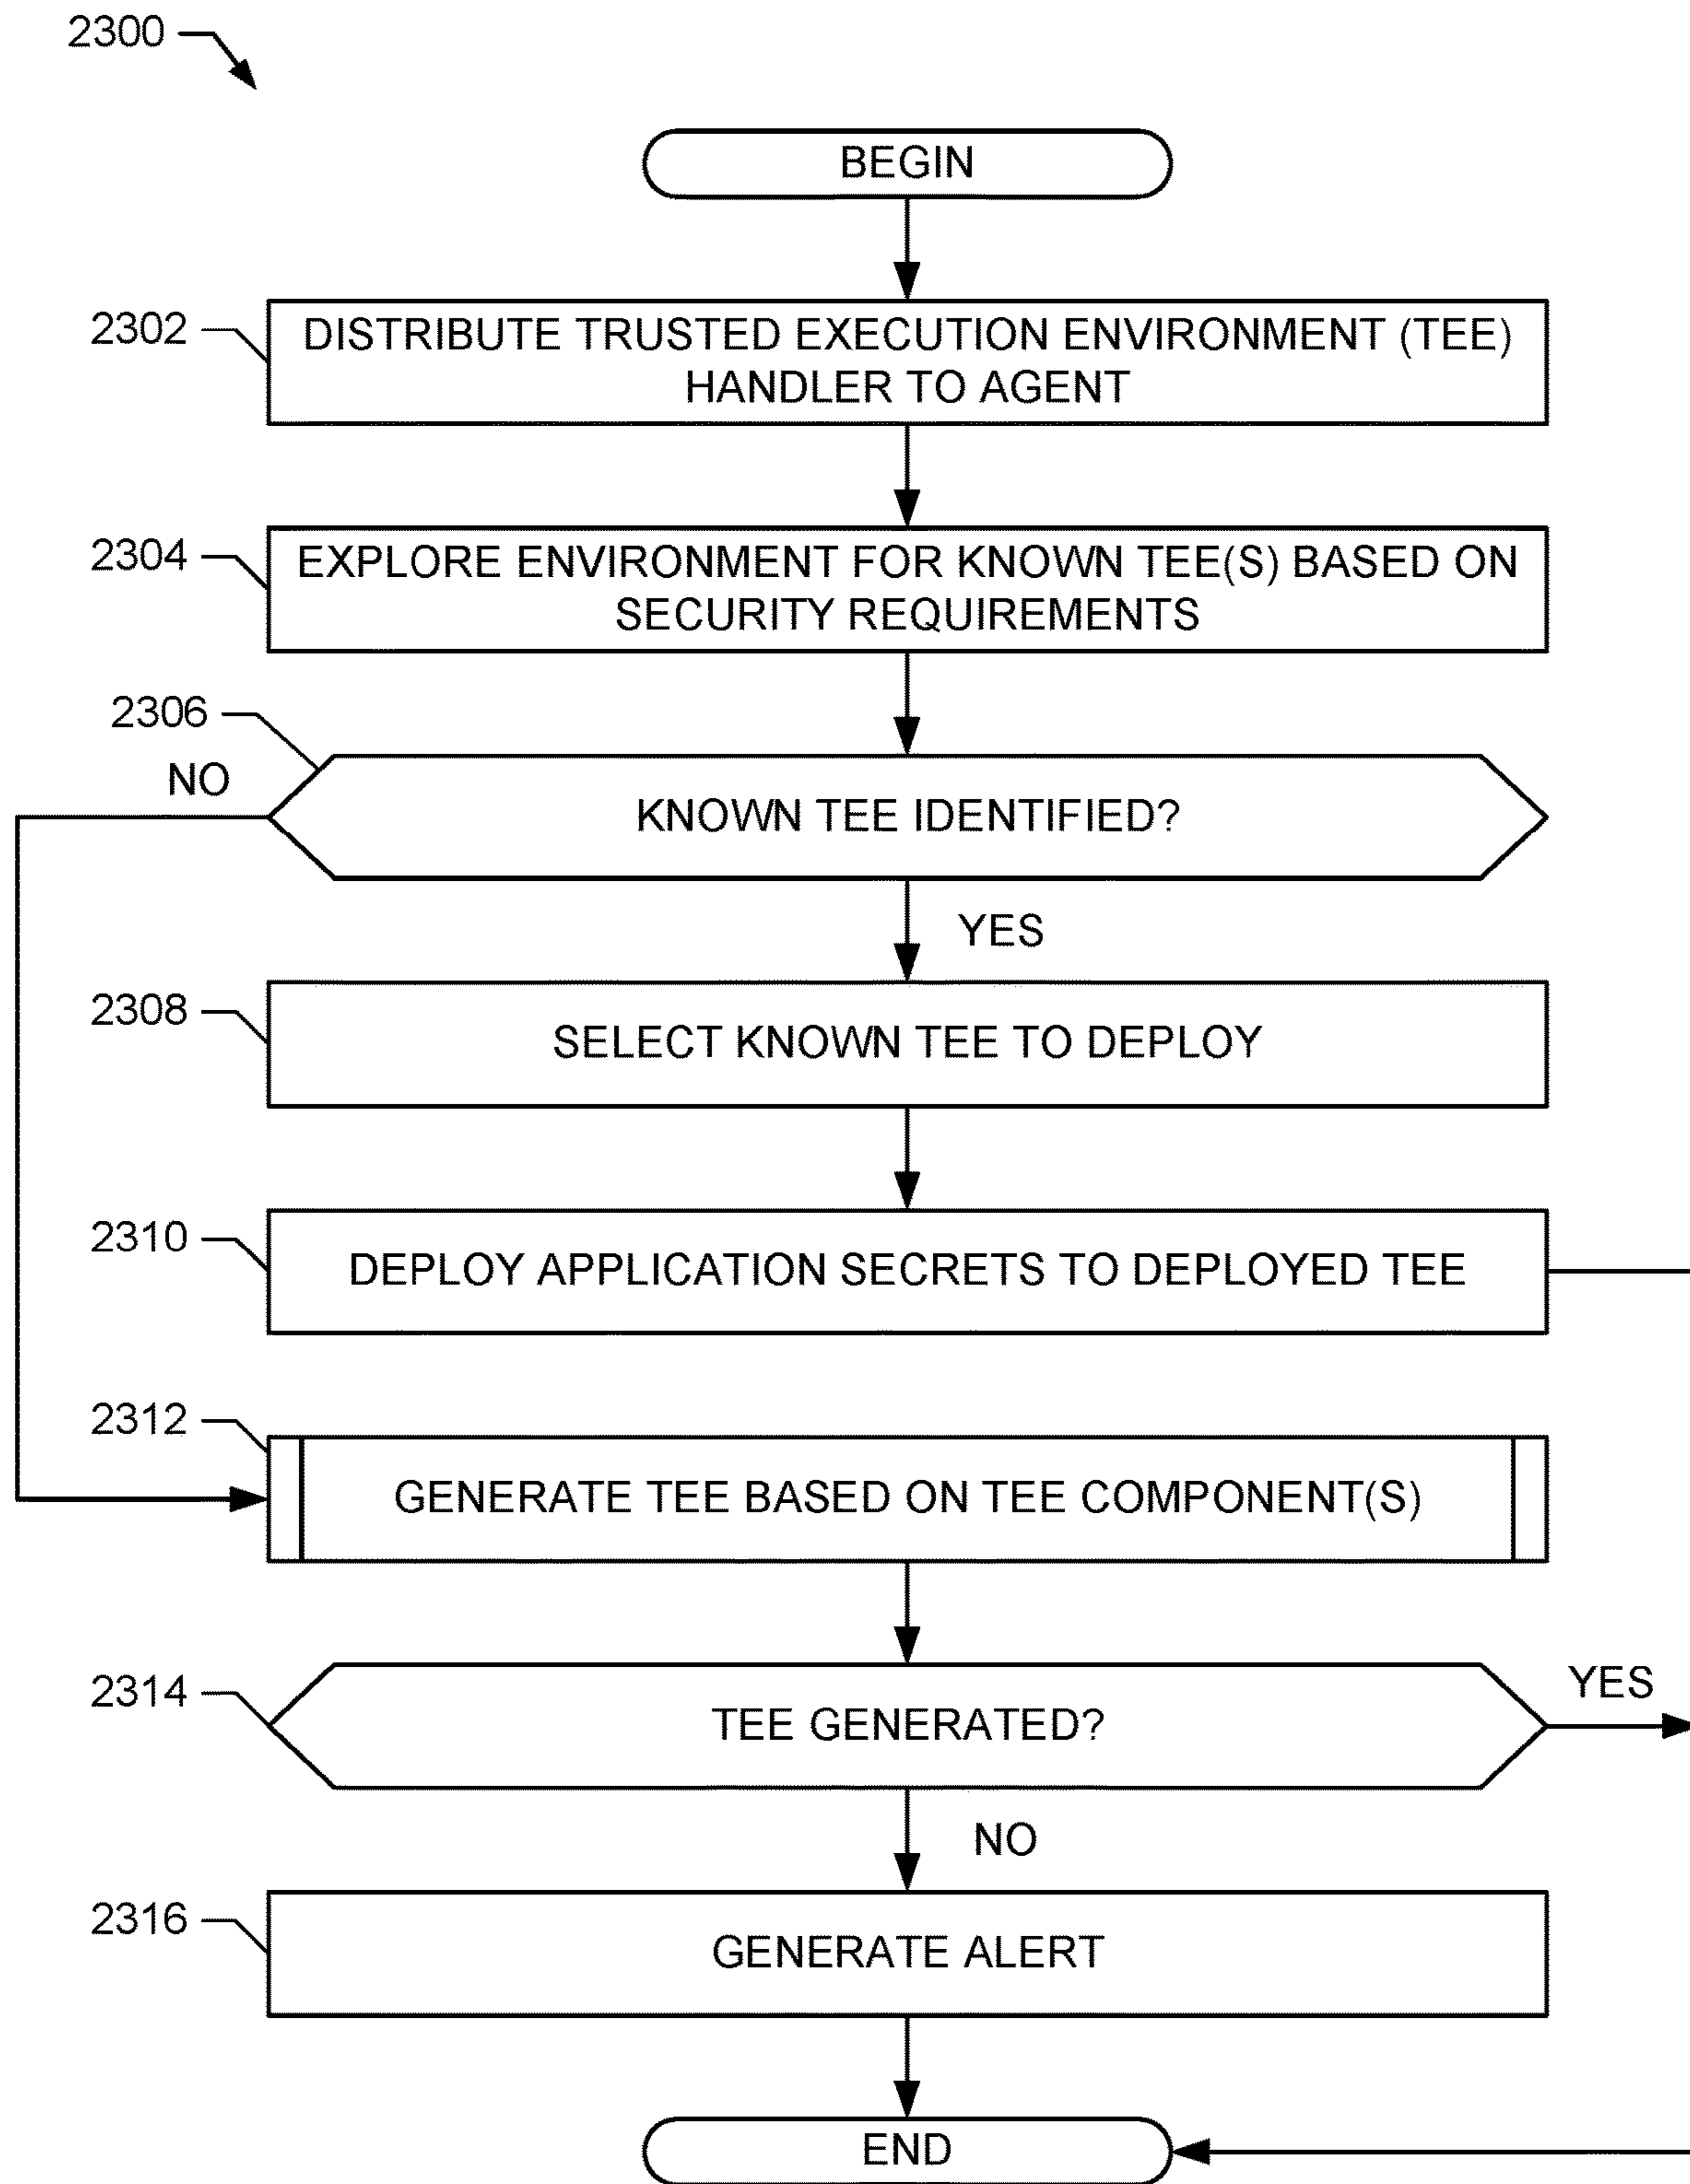 2300
BEGIN
2302
DISTRIBUTE TRUSTED EXECUTION ENVIRONMENT (TEE)
HANDLER TO AGENT
2304
EXPLORE ENVIRONMENT FOR KNOWN TEE(S) BASED ON
SECURITY REQUIREMENTS
2306
NO
KNOWN TEE IDENTIFIED?
YES
2308
SELECT KNOWN TEE TO DEPLOY
2310
DEPLOY APPLICATION SECRETS TO DEPLOYED TEE
2312
GENERATE TEE BASED ON TEE COMPONENT(S)
2314
TEE GENERATED?
YES
NO
2316
GENERATE ALERT
END